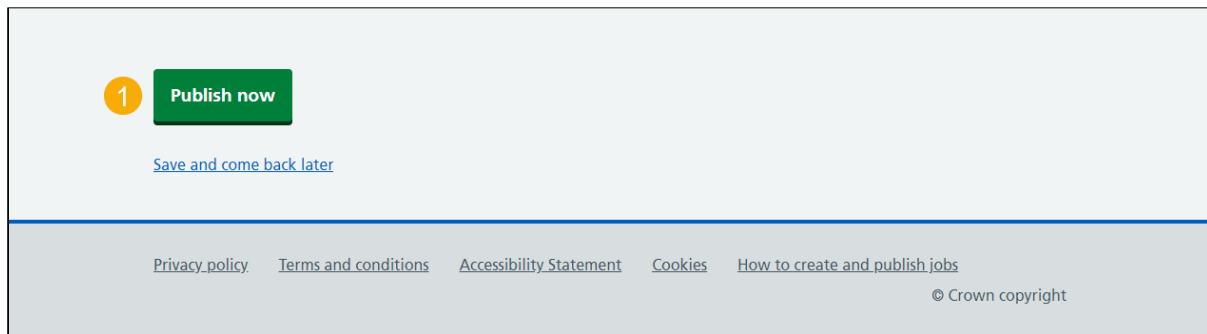 1 Publish now
Save and come back later
Privacy policy Terms and conditions Accessibility Statement Cookies How to create and publish jobs
© Crown copyright